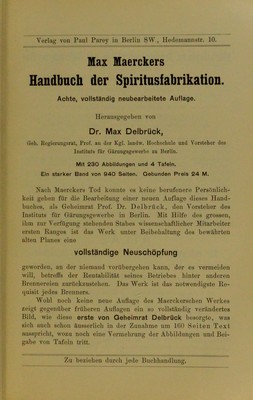 Verlag von Paul Parey in Berlin SW., Hedemannstr. 10.
Max Maerckers
Handbuch der Spiritusfabrikation.
Achte, vollständig neubearbeitete Auflage.
Herausgegeben von
Dr. Max Delbrück,
Geh. Regierungsrat, Prof. an der Kgl. landw. Hochschule und Vorsteher des
Instituts für Gärungsgewerbe zu Berlin.
Mit 230 Abbildungen und 4 Tafeln.
Ein starker Band von 940 Seiten. Gebunden Preis 24 M.
Nach Maerckers Tod konnte es keine berufenere Persönlich-
keit geben für die Bearbeitung einer neuen Auflage dieses Hand-
buches, als Geheimrat Prof. Dr. Delbrück, den Vorsteher des
Instituts für Gärungsgewerbe in Berlin. Mit Hilfe des grossen,
ihm zur Verfügung stehenden Stabes wissenschaftlicher Mitarbeiter
ersten Ranges ist das Werk unter Beibehaltung des bewährten
alten Planes eine
vollständige Neuschöpfung
geworden, an der niemand vorübergehen kann, der es vermeiden
will, betreffs der Rentabilität seines Betriebes hinter anderen
Brennereien zurückzustehen. Das Werk ist das notwendigste Re-
quisit jedes Brenners.
Wohl noch keine neue Auflage des Maerckerschen Werkes
zeigt gegenüber früheren Auflagen ein so vollständig verändertes
Bild, wie diese erste von Geheimrat Delbrück besorgte, was
sich auch schon äusserlich in der Zunahme um 160 Seiten Text
ausspricht, wozu noch eine Vermehrung der Abbildungen und Bei-
gabe von Tafeln tritt.
Zu beziehen durch jede Buchhandlung.